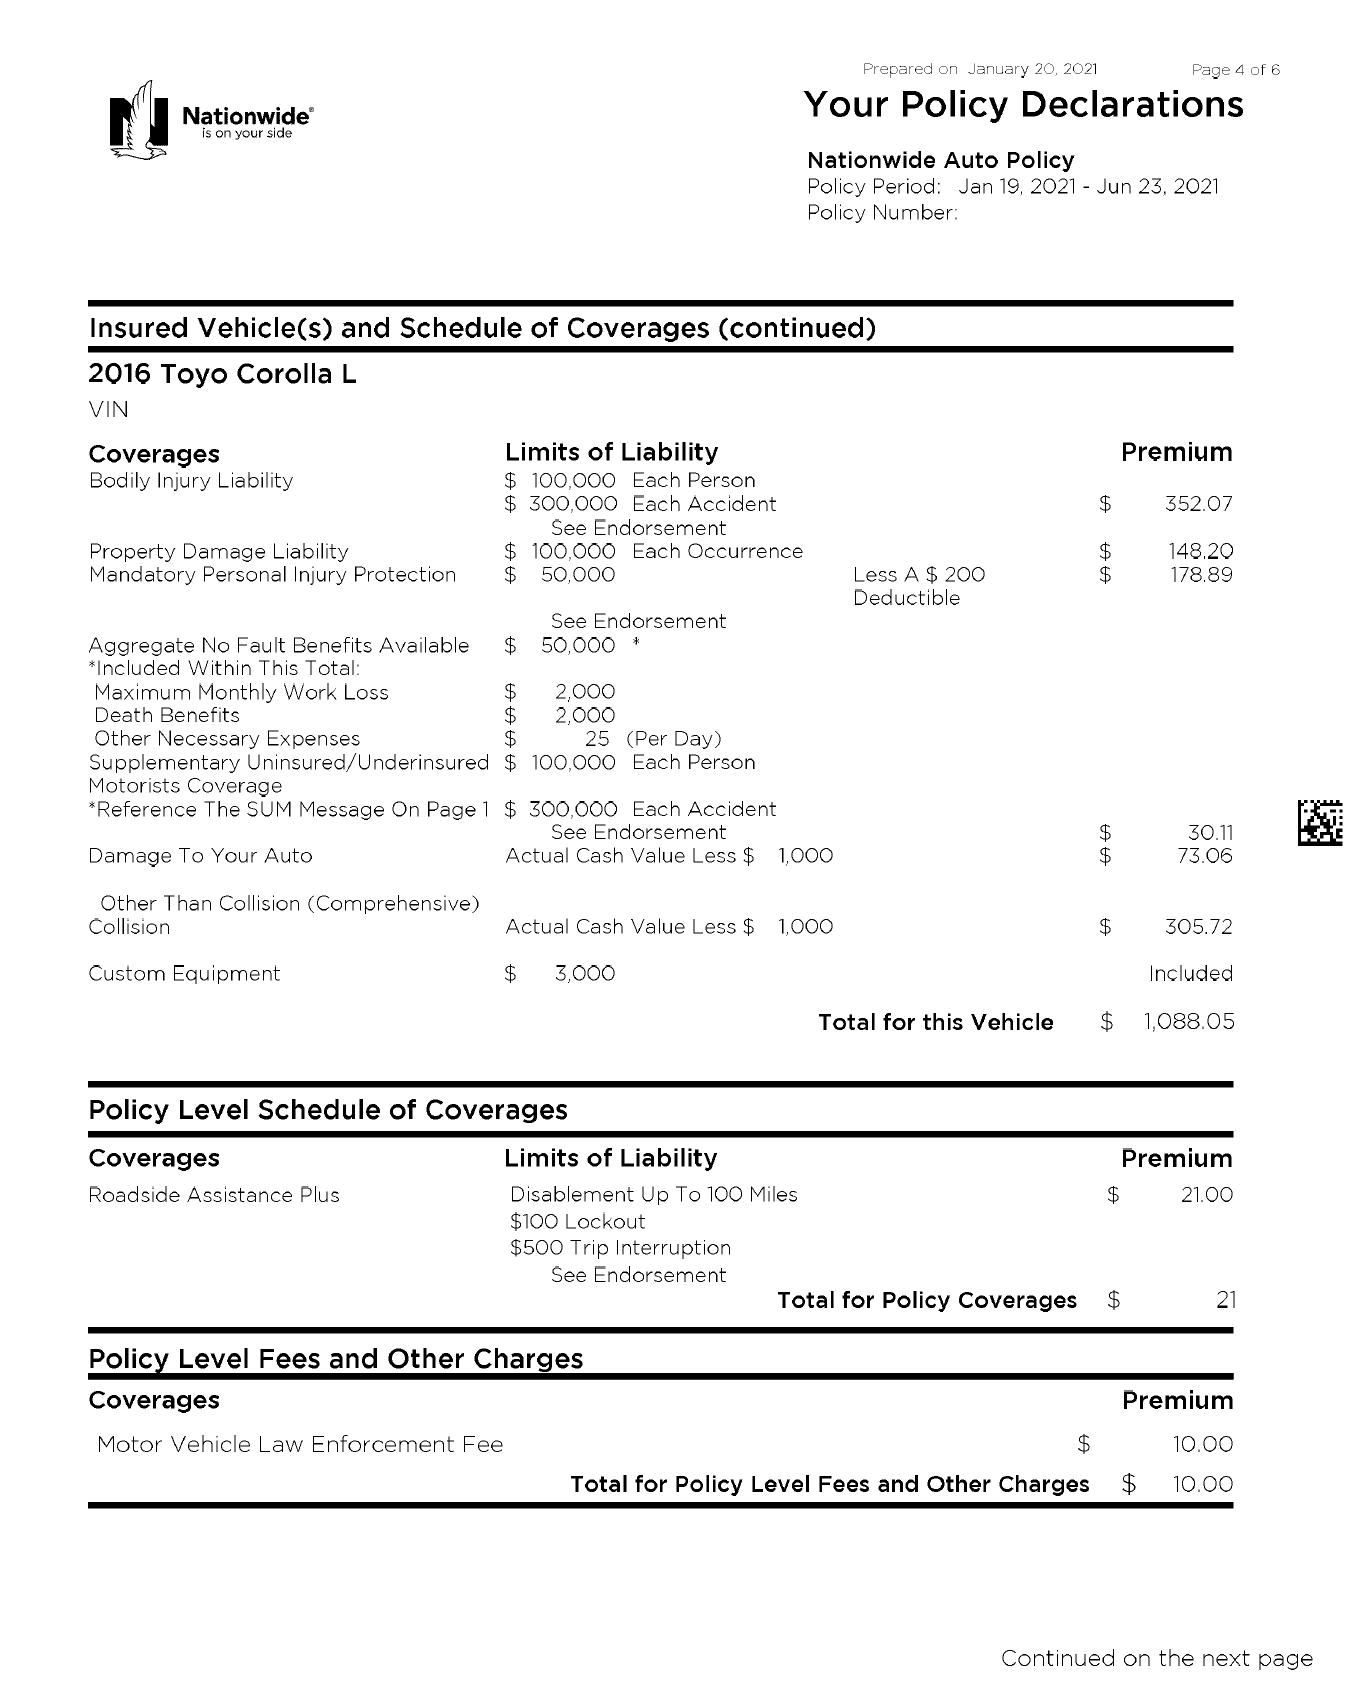 Prepared on January 20, 2021 Page 4 of 6
Nationwide®
is on your side
Your Policy Declarations
Nationwide Auto Policy
Policy Period: Jan 19, 2021 - Jun 23, 2021
Policy Number:
Insured Vehicle(s) and Schedule of Coverages (continued)
2016 Toyo Corolla L
VIN
Coverages Limits of Liability Premium
Bodily Injury Liability $ 100,000 Each Person
$ 300,000 Each Accident $ 352.07
See Endorsement
Property Damage Liability $ 100,000 Each Occurrence $ 148.20
Mandatory Personal Injury Protection $ 50,000 Less A $ 200 $ 178.89
Deductible
See Endorsement
Aggregate No Fault Benefits Available $ 50,000 *
*Included Within This Total:
Maximum Monthly Work Loss $ 2,000
Death Benefits $ 2,000
Other Necessary Expenses $ 25 (Per Day)
Supplementary Uninsured/Underinsured $ 100,000 Each Person
Motorists Coverage
*Reference The SUM Message On Page 1 $ 300,000 Each Accident
See Endorsement $ 30.11
Damage To Your Auto Actual Cash Value Less $ 1,000 $ 73.06
Other Than Collision (Comprehensive)
Collision Actual Cash Value Less $ 1,000 $ 305.72
Custom Equipment $ 3,000 Included
Total for this Vehicle $ 1,088.05
Policy Level Schedule of Coverages
Coverages Limits of Liability Premium
Roadside Assistance Plus Disablement Up To 100 Miles $ 21.00
$100 Lockout
$500 Trip Interruption
See Endorsement
Total for Policy Coverages $ 21
Policy Level Fees and Other Charges
Coverages Premium
Motor Vehicle Law Enforcement Fee $ 10.00
Total for Policy Level Fees and Other Charges $ 10.00
Continued on the next page